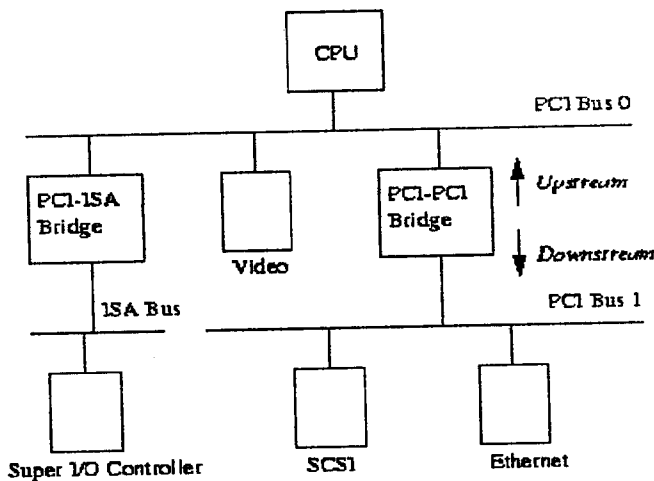 CPU
PCI Bus 0
PCI-ISA
Bridge
Video
PCI-PCI
Bridge
Upstream
Downstream
ISA Bus
PCI Bus 1
Super I/O Controller
SCSI
Ethernet